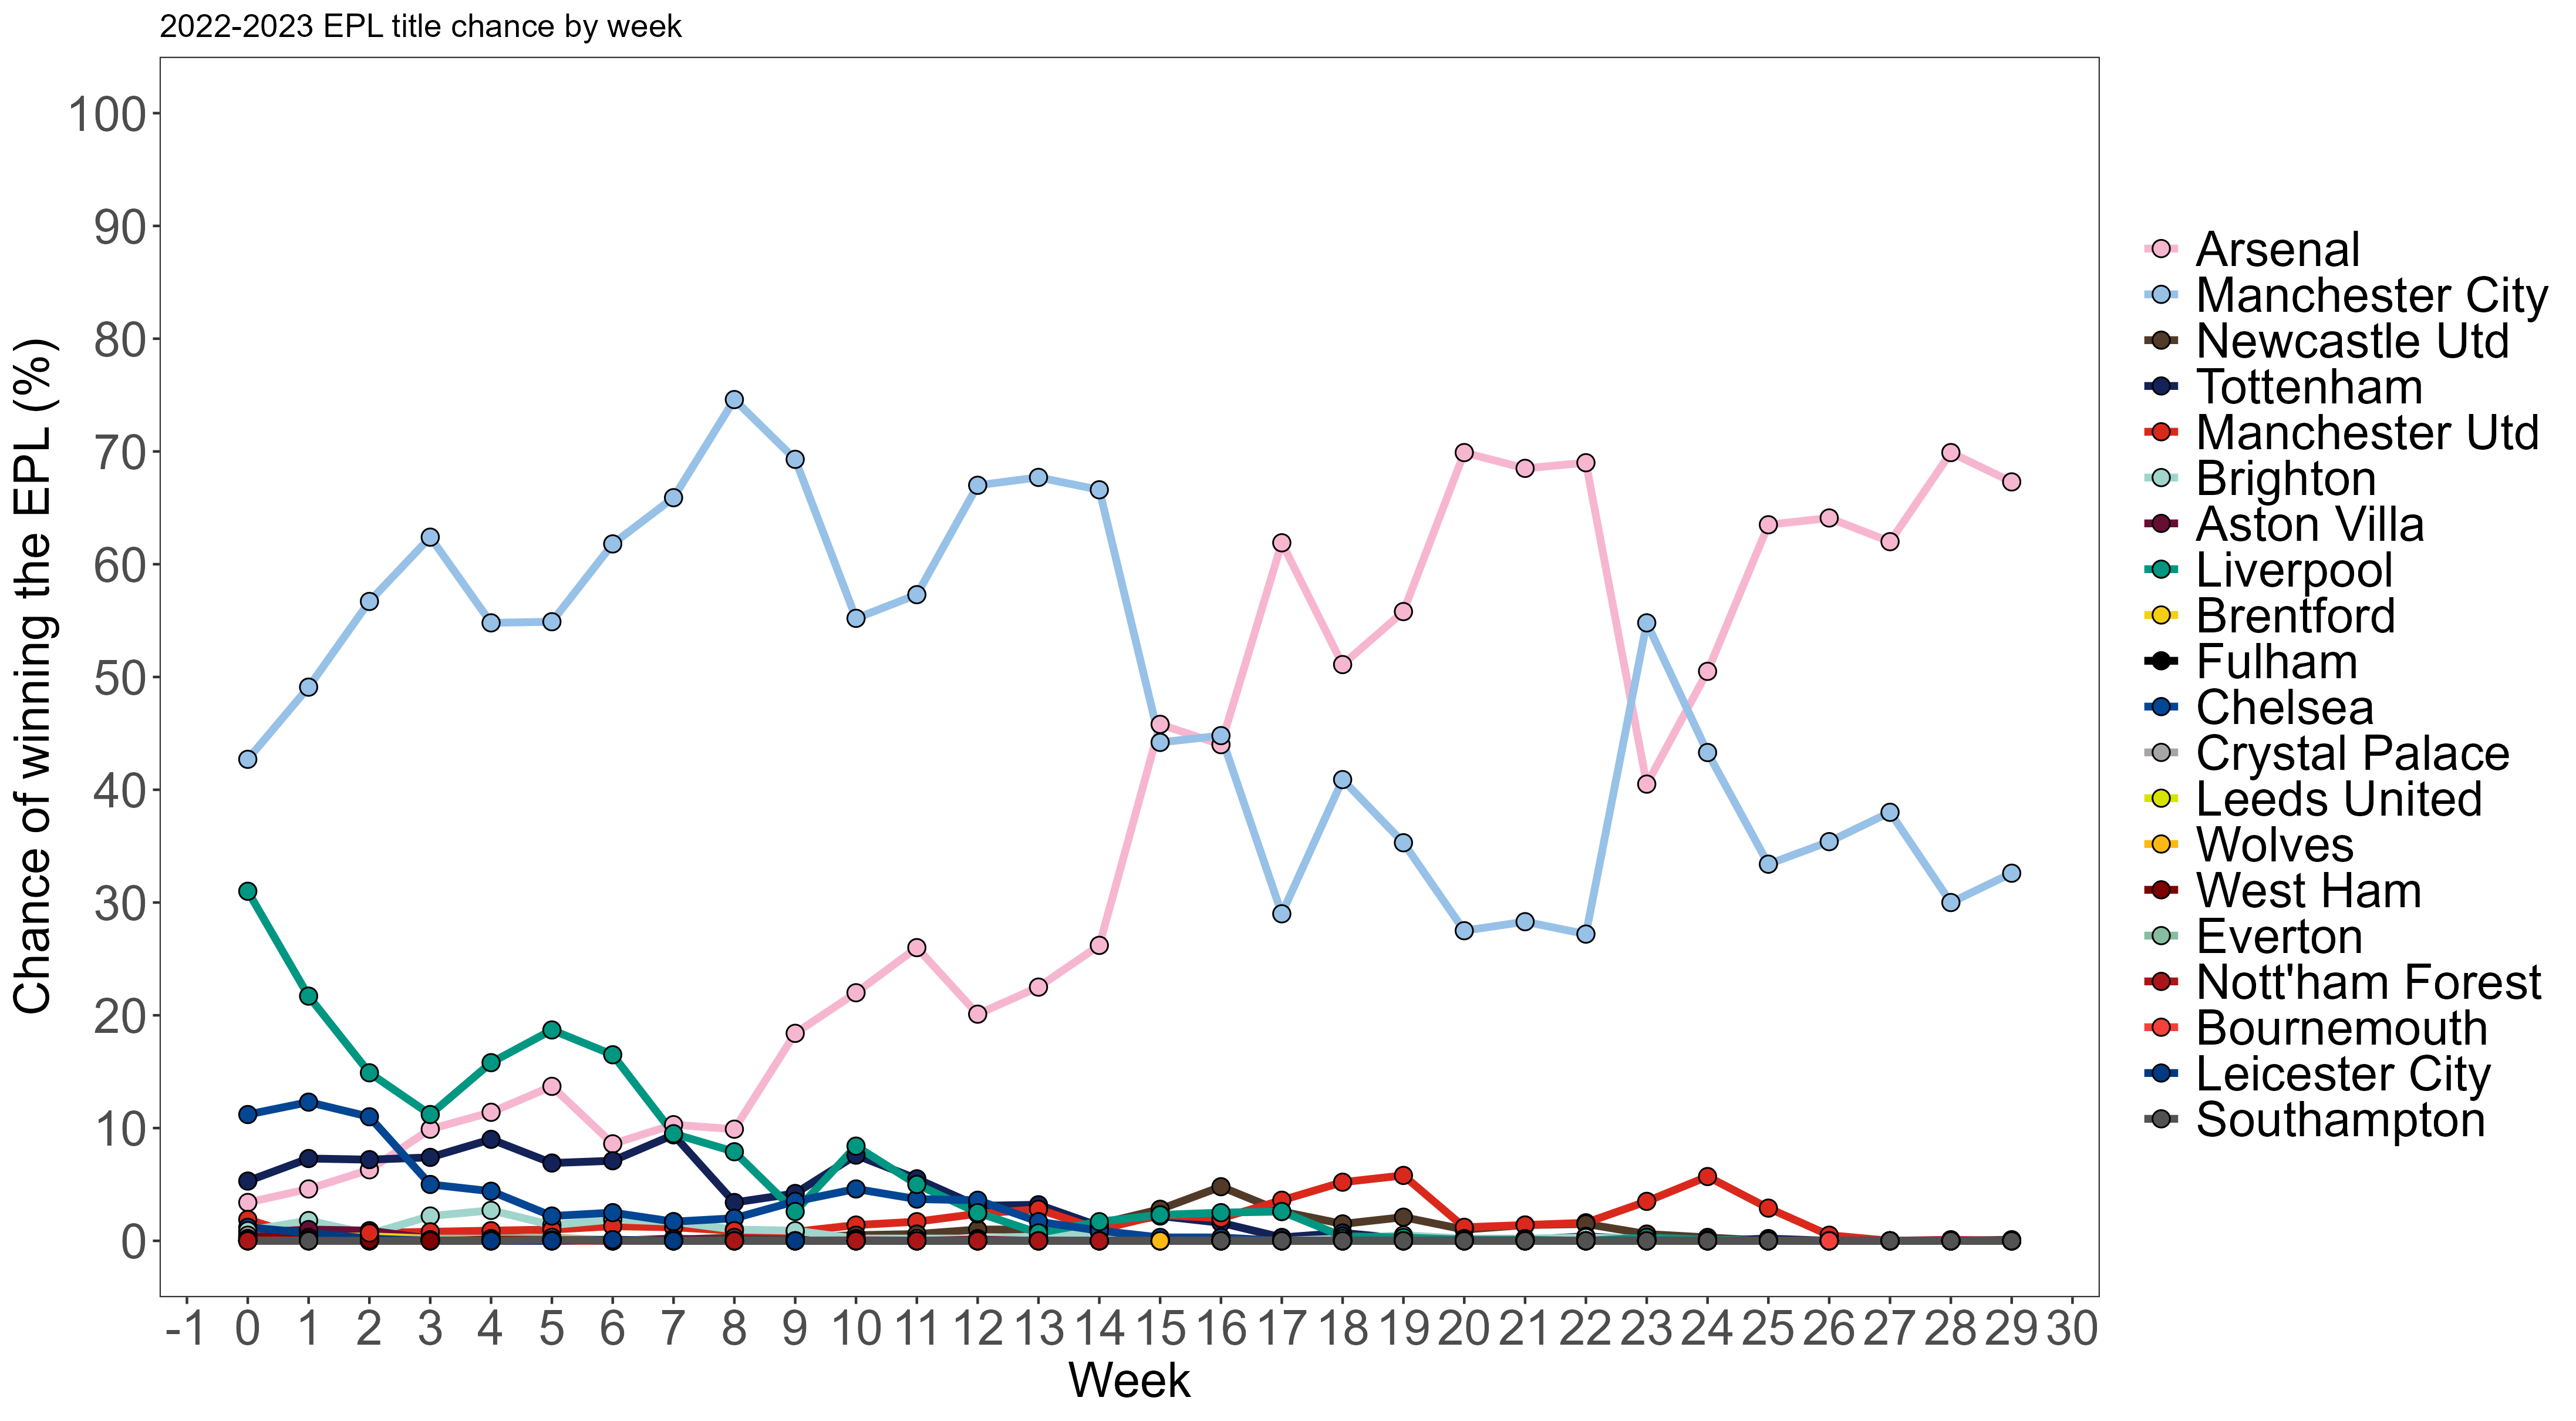 2022-2023 EPL title chance by week
Chance of winning the EPL (%)
100
90
80
70
60
50
40
30
20
10
0
-1 0 1 2 3 4 5 6 7 8 9 10 11 12 13 14 15 16 17 18 19 20 21 22 23 24 25 26 27 28 29 30
Week
Arsenal
Manchester City
Newcastle Utd
Tottenham
Manchester Utd
Brighton
Aston Villa
Liverpool
Brentford
Fulham
Chelsea
Crystal Palace
Leeds United
Wolves
West Ham
Everton
Nott'ham Forest
Bournemouth
Leicester City
Southampton